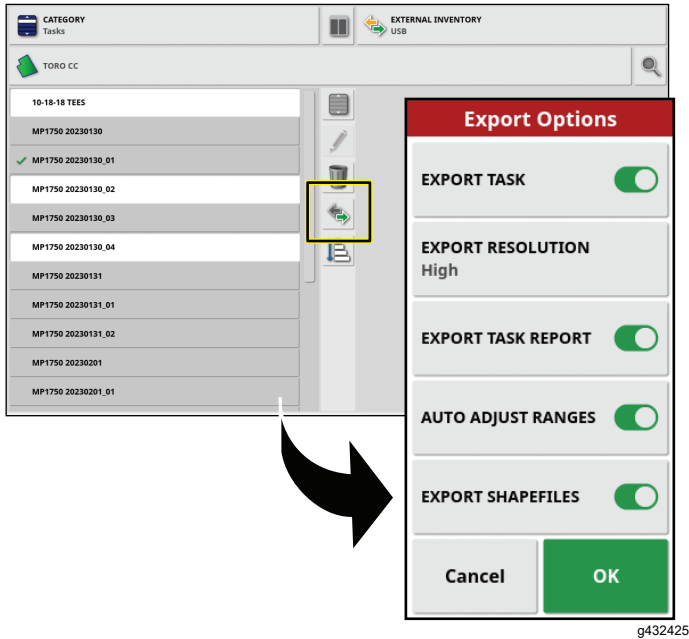 CATEGORY
Tasks
EXTERNAL INVENTORY
USB
TORO CC
10-18-18 TEES
MP1750 20230130
MP1750 20230130_01
MP1750 20230130_02
MP1750 20230130_03
MP1750 20230130_04
MP1750 20230131
MP1750 20230131_01
MP1750 20230131_02
MP1750 20230201
MP1750 20230201_01
Export Options
EXPORT TASK
EXPORT RESOLUTION
High
EXPORT TASK REPORT
AUTO ADJUST RANGES
EXPORT SHAPEFILES
Cancel
OK
g432425